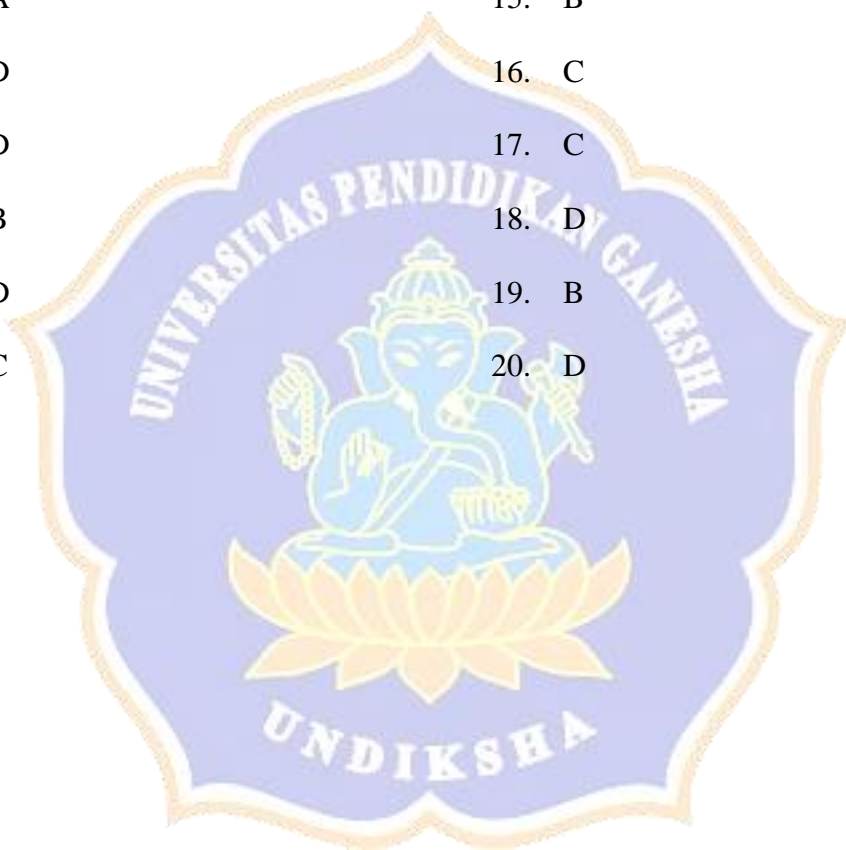 A
D
D
B
D
C
15. B
16. C
17. C
18. D
19. B
20. D
UNIVERSITAS PENDIDIKAN GANESHA
UNDIKSHA